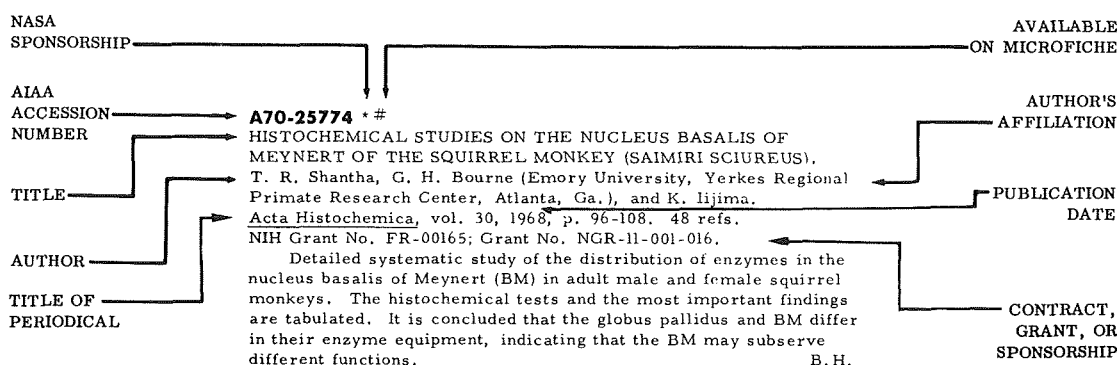 NASA
SPONSORSHIP
AVAILABLE
ON MICROFICHE
AIAA
ACCESSION
NUMBER
A70-25774 * #
AUTHOR'S
AFFILIATION
HISTOCHEMICAL STUDIES ON THE NUCLEUS BASALIS OF
MEYNERT OF THE SQUIRREL MONKEY (SAIMIRI SCIUREUS).
TITLE
T. R. Shantha, G. H. Bourne (Emory University, Yerkes Regional
Primate Research Center, Atlanta, Ga.), and K. Iijima.
PUBLICATION
DATE
Acta Histochemica, vol. 30, 1968, p. 96-108. 48 refs.
NIH Grant No. FR-00165; Grant No. NGR-11-001-016.
AUTHOR
Detailed systematic study of the distribution of enzymes in the
nucleus basalis of Meynert (BM) in adult male and female squirrel
monkeys. The histochemical tests and the most important findings
are tabulated. It is concluded that the globus pallidus and BM differ
in their enzyme equipment, indicating that the BM may subserve
different functions. B.H.
TITLE OF
PERIODICAL
CONTRACT,
GRANT, OR
SPONSORSHIP